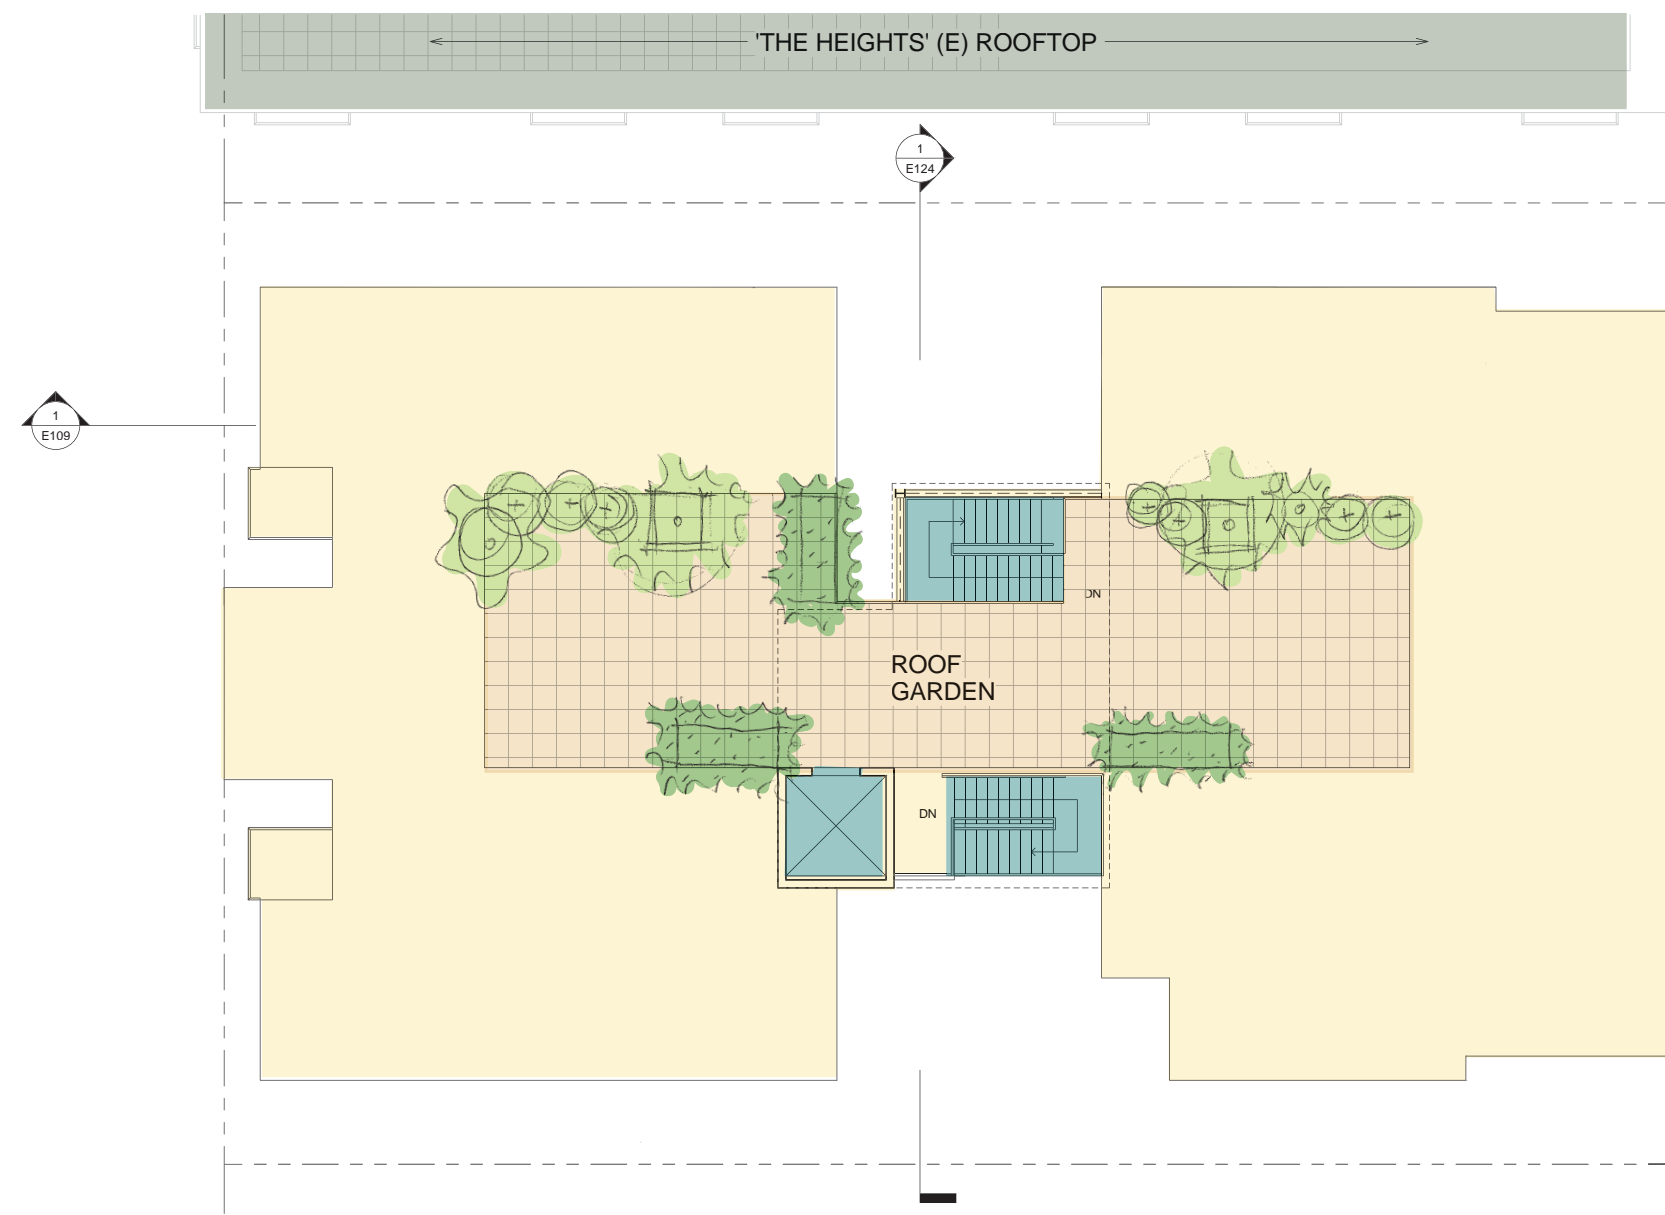 'THE HEIGHTS' (E) ROOFTOP
1
E124
1
E109
DN
ROOF
GARDEN
DN